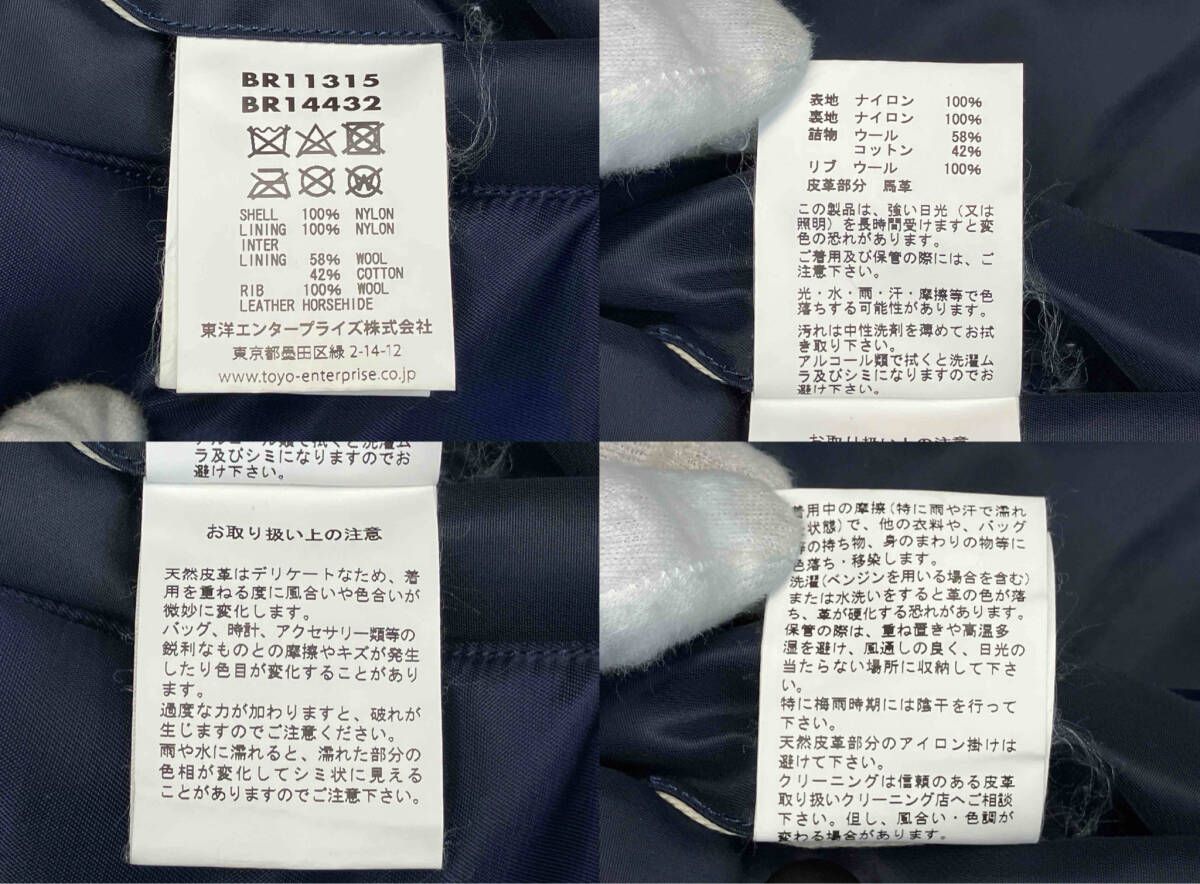 BR11315
BR14432
SHELL 100% NYLON
LINING 100% NYLON
INTER
LINING 58% WOOL
42% COTTON
RIB 100% WOOL
LEATHER HORSEHIDE
東洋エンタープライズ株式会社
東京都墨田区緑 2-14-12
www.toyo-enterprise.co.jp
表地 ナイロン 100%
裏地 ナイロン 100%
詰物 ウール 58%
コットン 42%
リブ ウール 100%
皮革部分 馬革
この製品は、強い日光(又は
照明)を長時間受けますと変
色の恐れがあります。
ご着用及び保管の際には、ご
注意下さい。
光・水・雨・汗・摩擦等で色
落ちする可能性があります。
汚れは中性洗剤を薄めてお拭
き取り下さい。
アルコール類で拭くと洗濯ム
ラ及びシミになりますのでお
避け下さい。
お取り扱い上の注意
アルコール類で拭くと洗濯ム
ラ及びシミになりますのでお
避け下さい。
お取り扱い上の注意
天然皮革はデリケートなため、着
用を重ねる度に風合いや色合いが
微妙に変化します。
バッグ、時計、アクセサリー類等の
鋭利なものとの摩擦やキズが発生
したり色目が変化することがあり
ます。
過度な力が加わりますと、破れが
生じますのでご注意ください。
雨や水に濡れると、濡れた部分の
色相が変化してシミ状に見える
ことがありますのでご注意下さい。
着用中の摩擦(特に雨や汗で濡れ
状態)で、他の衣料や、バッグ
等の持ち物、身のまわりの物等に
色落ち・移染します。
洗濯(ベンジンを用いる場合を含む)
または水洗いをすると革の色が落
ち、革が硬化する恐れがあります。
保管の際は、重ね置きや高温多
湿を避け、風通しの良く、日光の
当たらない場所に収納して下さ
い。
特に梅雨時期には陰干を行って
下さい。
天然皮革部分のアイロン掛けは
避けて下さい。
クリーニングは信頼のある皮革
取り扱いクリーニング店へご相談
下さい。但し、風合い・色調が
変わる場合があります。